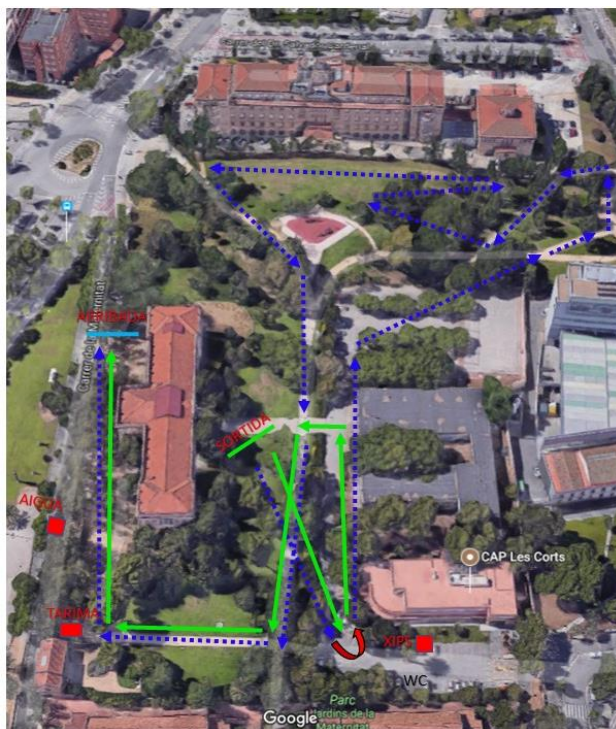 ARRIBADA
Carrer de la Maternitat
SORTIDA
AIGUA
CAP Les Corts
TARIMA
XIPS
WC
Parc
Jardins de la
Maternitat
Google